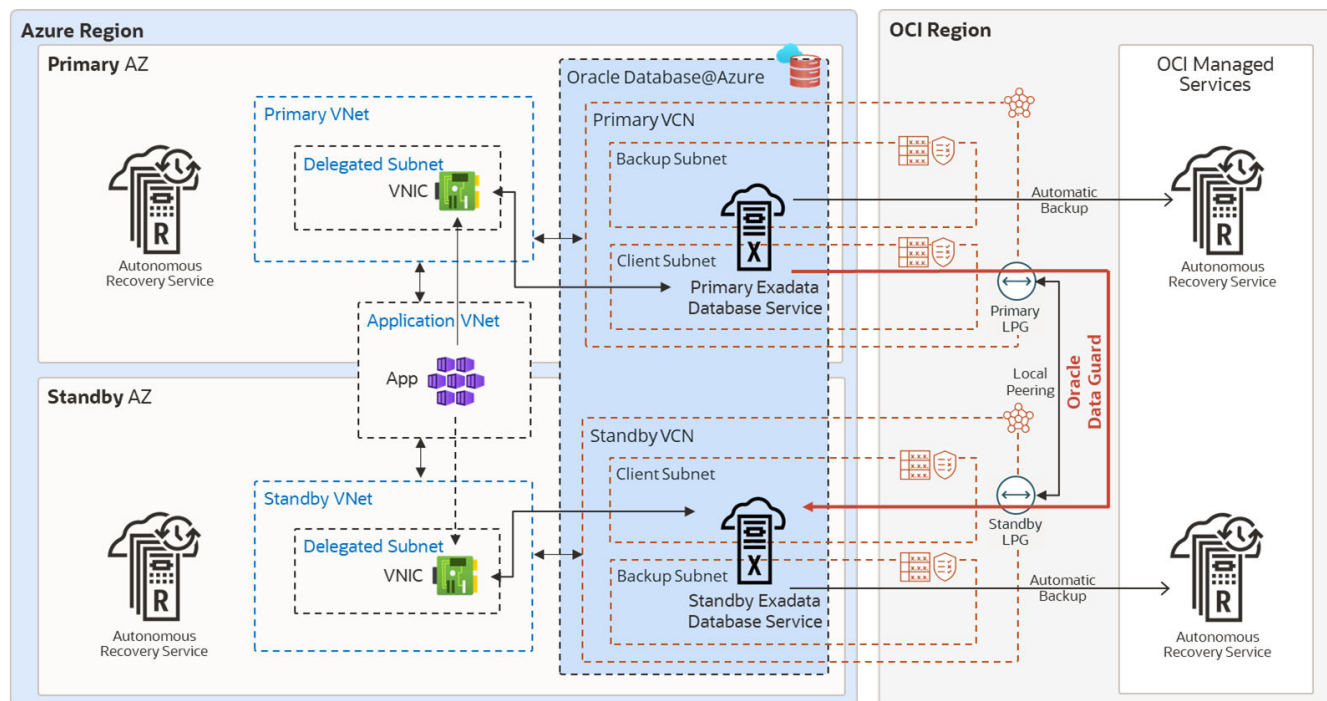 Azure Region
Primary AZ
Autonomous
Recovery Service
Primary VNet
Delegated Subnet
VNIC
Application VNet
App
Oracle Database@Azure
Primary VCN
Backup Subnet
Client Subnet
X
Primary Exadata
Database Service
R
Standby AZ
Autonomous
Recovery Service
R
Standby VNet
Delegated Subnet
VNIC
Standby VCN
Client Subnet
Backup Subnet
X
Standby Exadata
Database Service
OCI Region
OCI Managed
Services
x.x.x
x.x.x
x.x.x
x.x.x
Automatic
Backup
R
Autonomous
Recovery Service
Primary
LPG
Local
Peering
Oracle
Data Guard
Standby
LPG
Automatic
Backup
R
Autonomous
Recovery Service